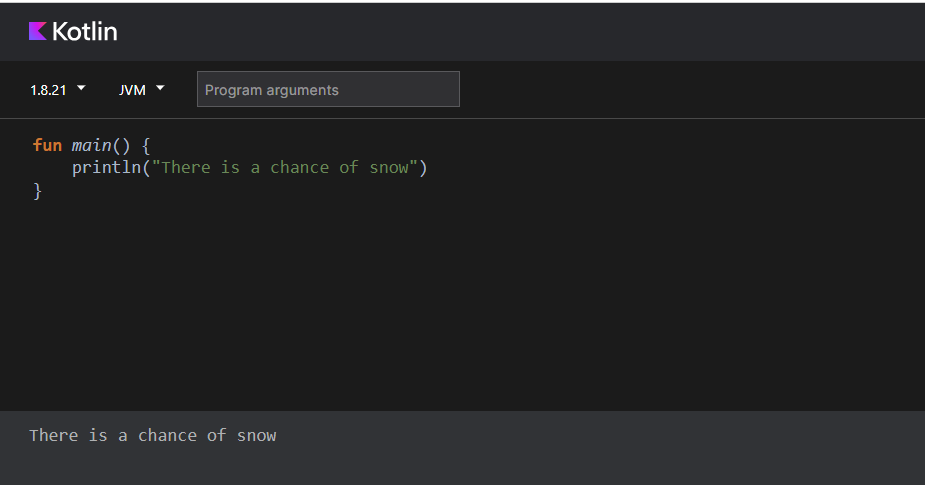 Kotlin
1.8.21 JVM Program arguments
fun main() {
    println("There is a chance of snow")
}
There is a chance of snow